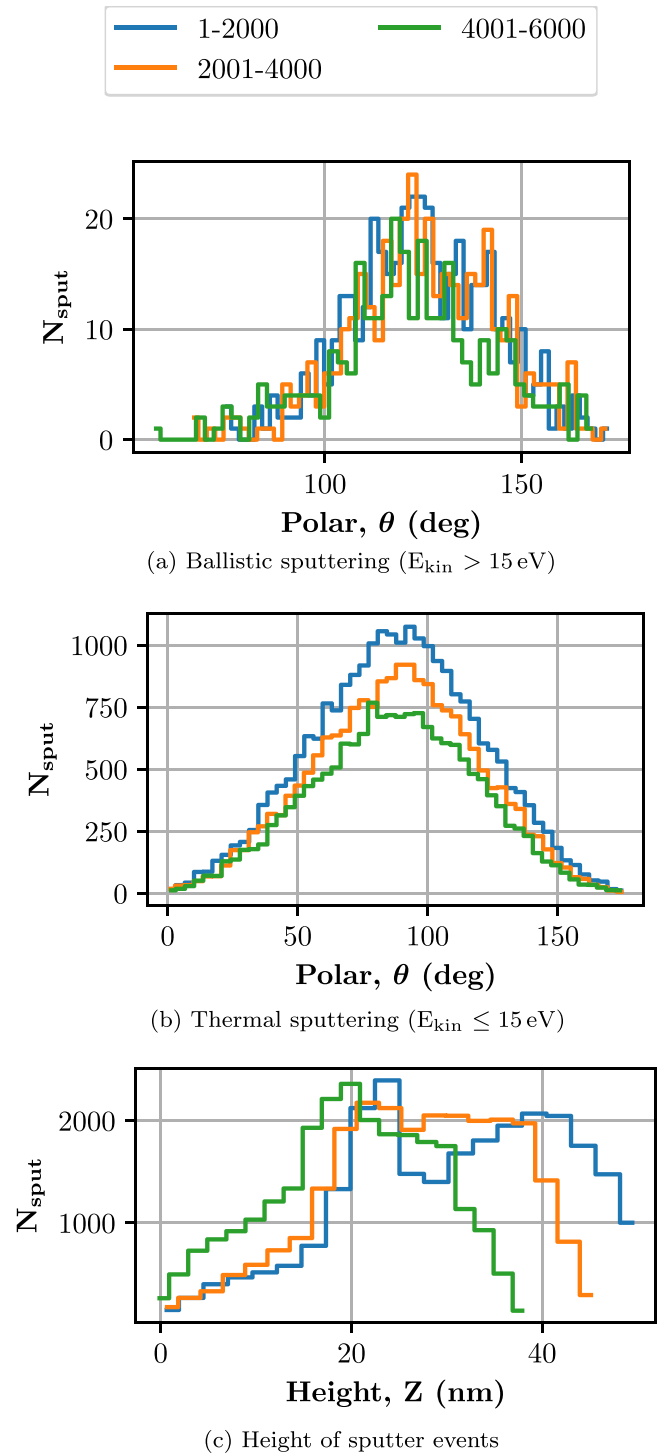 1-2000
4001-6000
2001-4000
20
10
0
N_sput
100
150
Polar, θ (deg)
(a) Ballistic sputtering (E_kin > 15 eV)
1000
750
500
250
0
N_sput
0
50
100
150
Polar, θ (deg)
(b) Thermal sputtering (E_kin ≤ 15 eV)
2000
1000
N_sput
0
20
40
Height, Z (nm)
(c) Height of sputter events